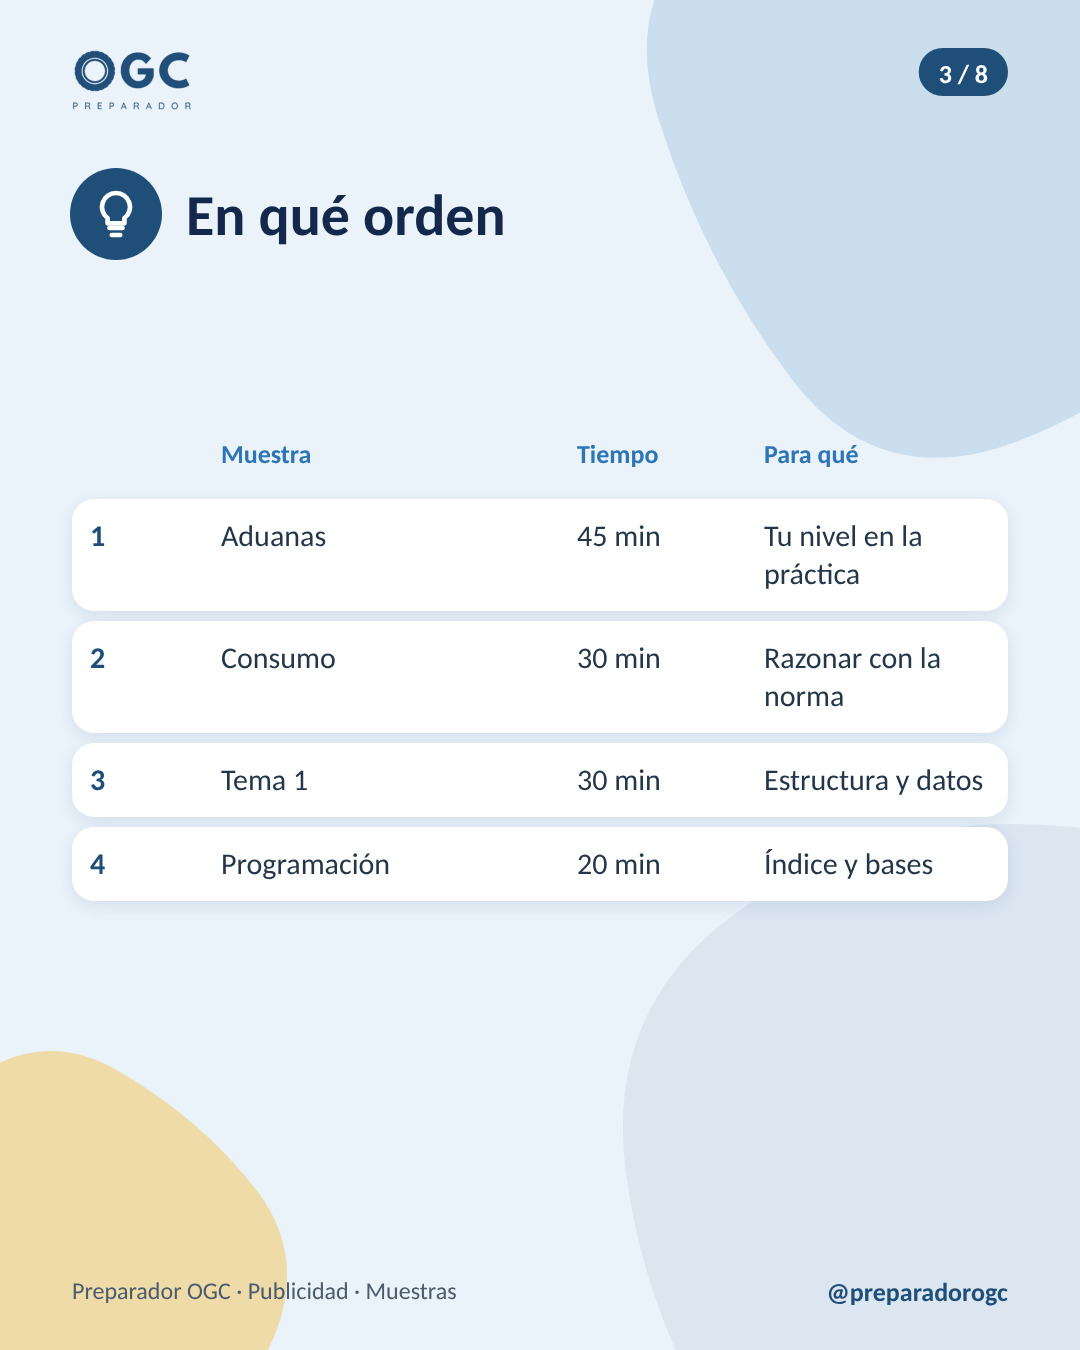 OGC
PREPARADOR
3 / 8
En qué orden
Muestra Tiempo Para qué
1 Aduanas 45 min Tu nivel en la
práctica
2 Consumo 30 min Razonar con la
norma
3 Tema 1 30 min Estructura y datos
4 Programación 20 min Índice y bases
Preparador OGC · Publicidad · Muestras
@preparadorogc